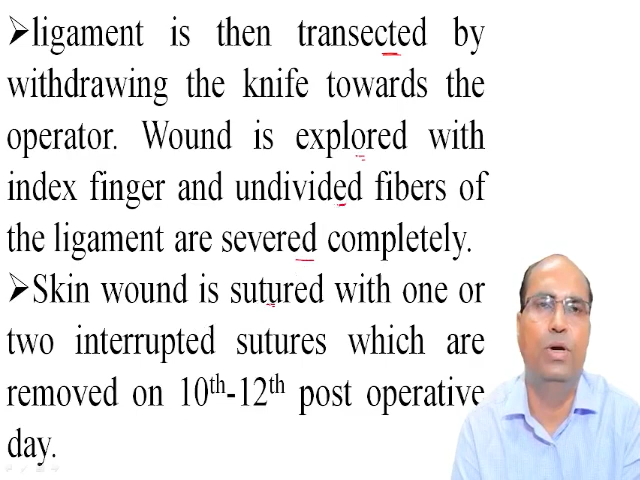 ➢ligament is then transected by
withdrawing the knife towards the
operator. Wound is explored with
index finger and undivided fibers of
the ligament are severed completely.
➢Skin wound is sutured with one or
two interrupted sutures which are
removed on 10th-12th post operative
day.